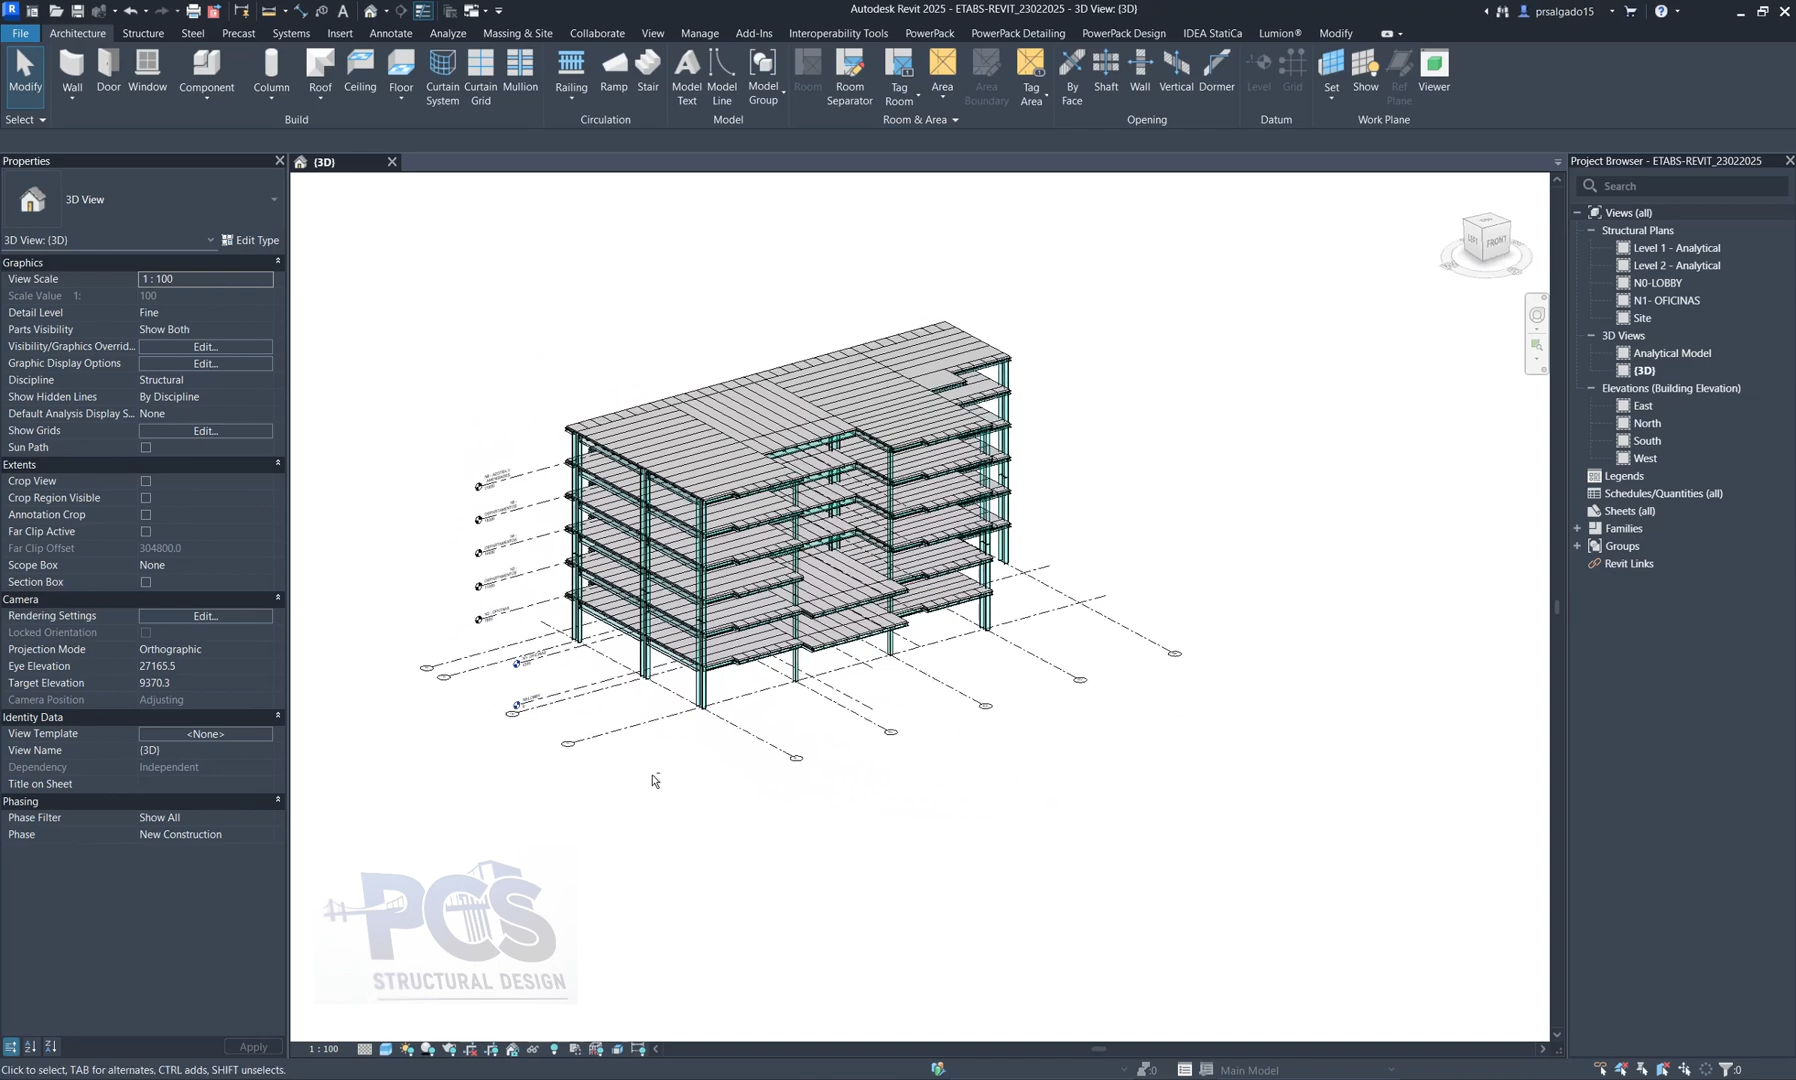 Autodesk Revit 2025 - ETABS-REVIT_23022025 - 3D View: {3D}
prsalgado15
File Architecture Structure Steel Precast Systems Insert Annotate Analyze Massing & Site Collaborate View Manage Add-Ins Interoperability Tools PowerPack PowerPack Detailing PowerPack Design IDEA StatiCa Lumion® Modify
Modify Wall Door Window Component Column Roof Ceiling Floor Curtain System Curtain Grid Mullion Railing Ramp Stair Model Text Model Line Model Group Room Room Separator Tag Room Area Area Boundary Tag Area By Face Shaft Wall Vertical Dormer Level Grid Set Show Ref Plane Viewer
Select Build Circulation Model Room & Area Opening Datum Work Plane
Properties
3D View
3D View: {3D} Edit Type
Graphics
View Scale 1 : 100
Scale Value 1: 100
Detail Level Fine
Parts Visibility Show Both
Visibility/Graphics Overrid... Edit...
Graphic Display Options Edit...
Discipline Structural
Show Hidden Lines By Discipline
Default Analysis Display S... None
Show Grids Edit...
Sun Path
Extents
Crop View
Crop Region Visible
Annotation Crop
Far Clip Active
Far Clip Offset 304800.0
Scope Box None
Section Box
Camera
Rendering Settings Edit...
Locked Orientation
Projection Mode Orthographic
Eye Elevation 27165.5
Target Elevation 9370.3
Camera Position Adjusting
Identity Data
View Template <None>
View Name {3D}
Dependency Independent
Title on Sheet
Phasing
Phase Filter Show All
Phase New Construction
Apply
{3D}
LEFT FRONT
PCS
STRUCTURAL DESIGN
1 : 100
Project Browser - ETABS-REVIT_23022025
Search
Views (all)
Structural Plans
Level 1 - Analytical
Level 2 - Analytical
N0-LOBBY
N1- OFICINAS
Site
3D Views
Analytical Model
{3D}
Elevations (Building Elevation)
East
North
South
West
Legends
Schedules/Quantities (all)
Sheets (all)
Families
Groups
Revit Links
Click to select, TAB for alternates, CTRL adds, SHIFT unselects.
:0
Main Model
:0